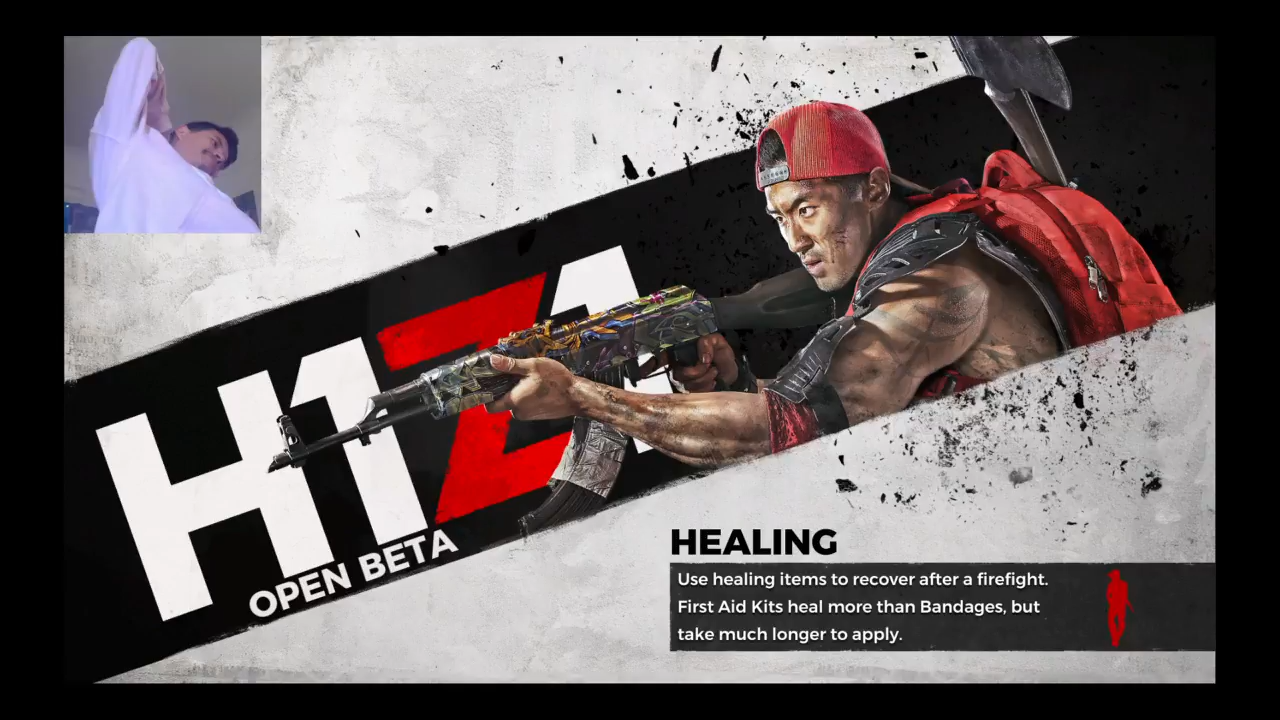 H1Z1
OPEN BETA
HEALING
Use healing items to recover after a firefight.
First Aid Kits heal more than Bandages, but
take much longer to apply.